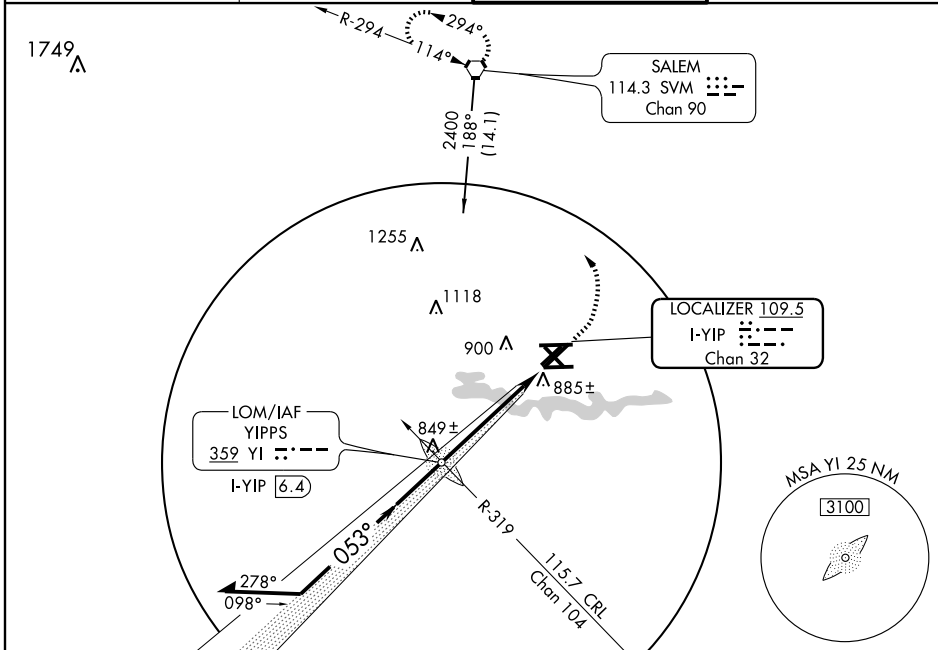 1749
R-294
294°
114°
SALEM
114.3 SVM
Chan 90
2400
188°
(14.1)
1255
1118
900
LOCALIZER 109.5
I-YIP
Chan 32
885±
LOM/IAF
YIPPS
359 YI
I-YIP 6.4
849±
053°
R-319
115.7 CRL
Chan 104
278°
098°
MSA YI 25 NM
3100